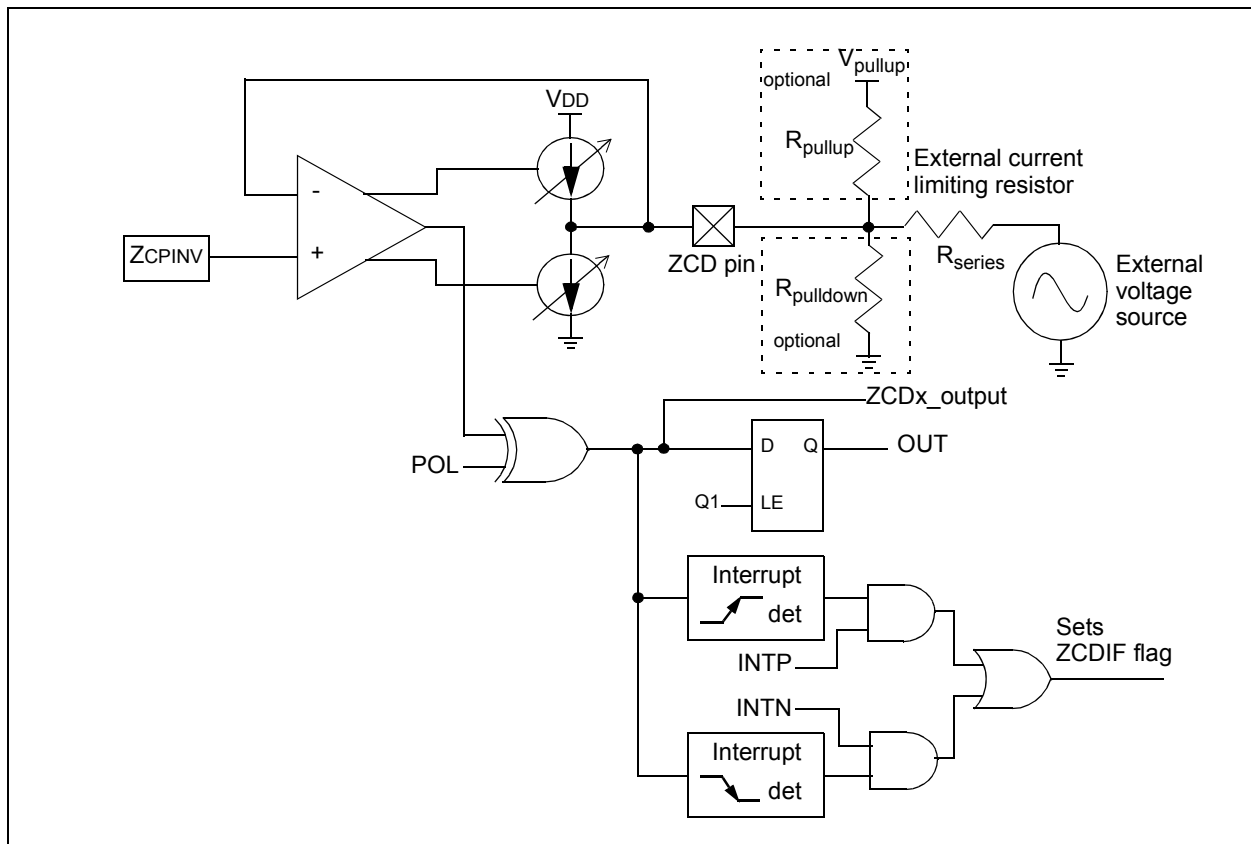 optional
Vpullup
VDD
Rpullup
External current
limiting resistor
-
+
ZCPINV
ZCD pin
Rseries
Rpulldown
optional
External
voltage
source
ZCDx_output
POL
D
Q
OUT
Q1
LE
Interrupt
det
INTP
Sets
ZCDIF flag
INTN
Interrupt
det